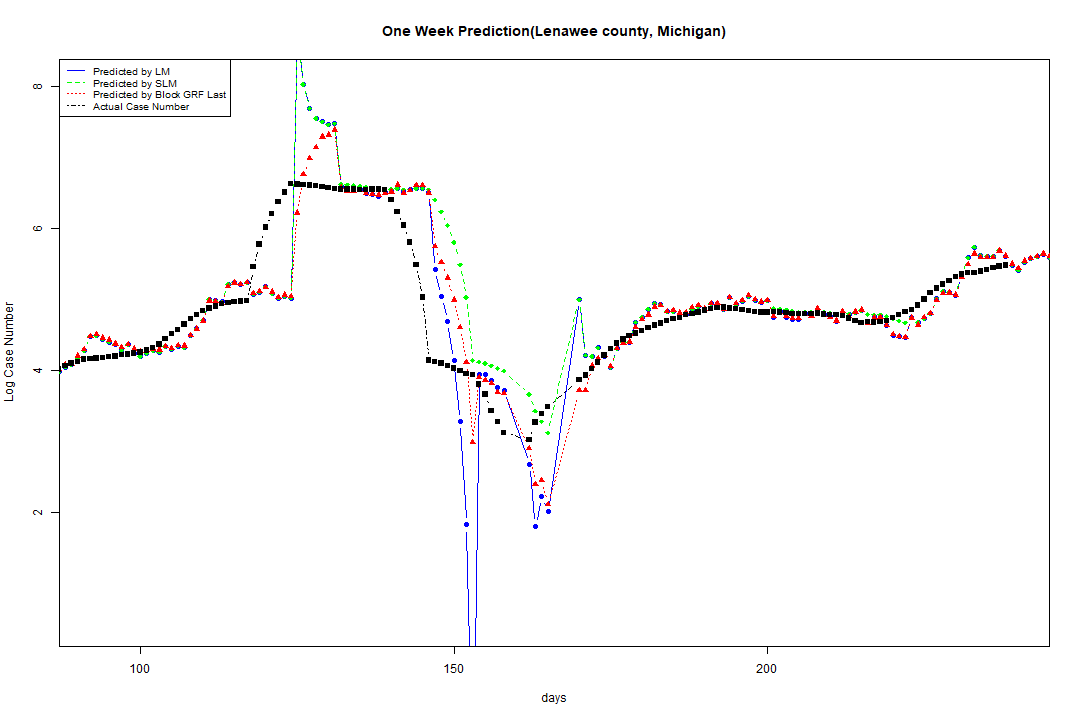 One Week Prediction(Lenawee county, Michigan)
Predicted by LM
Predicted by SLM
Predicted by Block GRF Last
Actual Case Number
8
6
4
2
Log Case Number
100 150 200
days